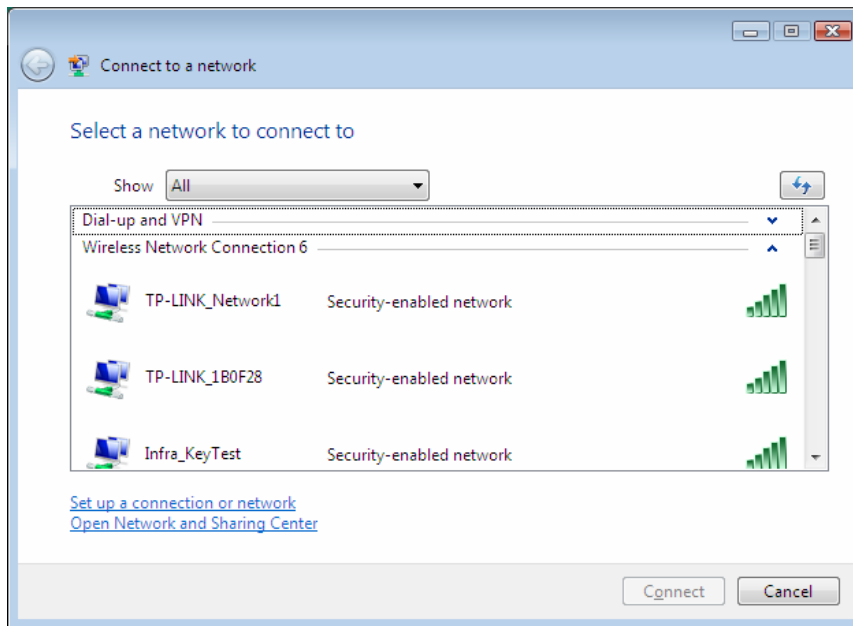 Connect to a network
Select a network to connect to
Show All
Dial-up and VPN
Wireless Network Connection 6
TP-LINK_Network1 Security-enabled network
TP-LINK_1B0F28 Security-enabled network
Infra_KeyTest Security-enabled network
Set up a connection or network
Open Network and Sharing Center
Connect Cancel